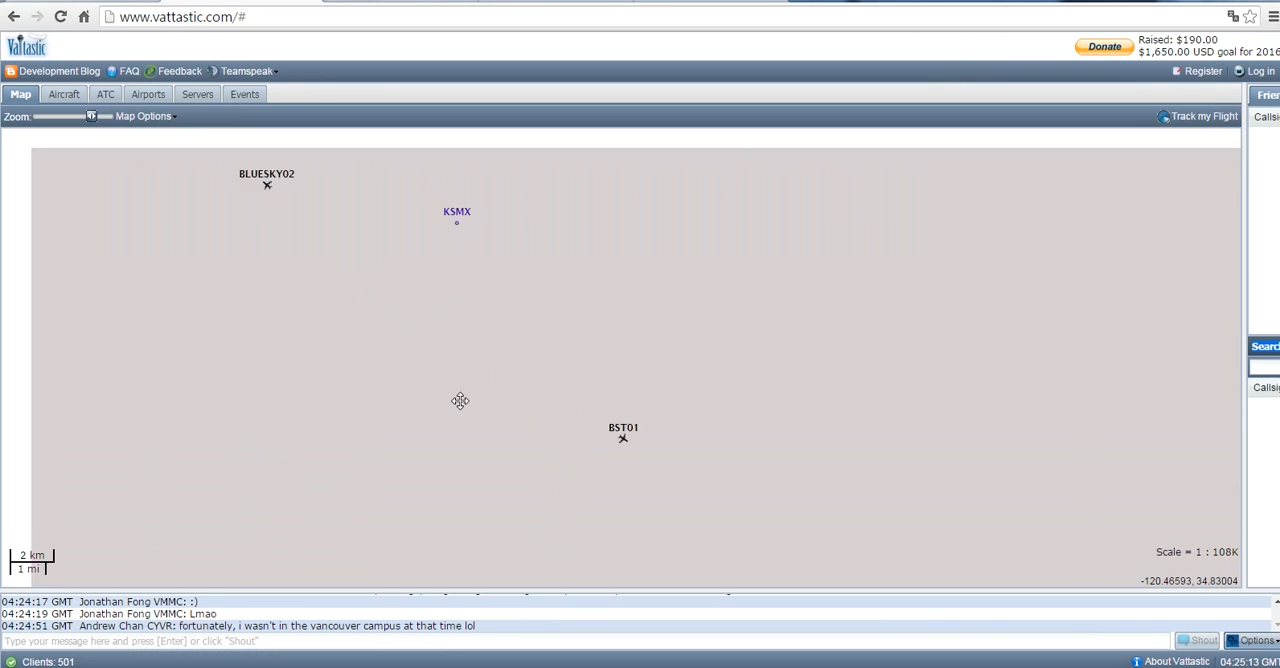 www.vattastic.com/#
Vattastic
Donate
Raised: $190.00
$1,650.00 USD goal for 2016
Development Blog FAQ Feedback Teamspeak
Register Log in
Map Aircraft ATC Airports Servers Events
Zoom: Map Options
Track my Flight
Callsi
BLUESKY02
KSMX
BST01
Callsi
2 km
1 mi
Scale = 1 : 108K
-120.46593, 34.83004
04:24:17 GMT Jonathan Fong VMMC: :)
04:24:19 GMT Jonathan Fong VMMC: Lmao
04:24:51 GMT Andrew Chan CYVR: fortunately, i wasn't in the vancouver campus at that time lol
Type your message here and press [Enter] or click "Shout"
Shout Options
Clients: 501
About Vattastic 04:25:13 GMT